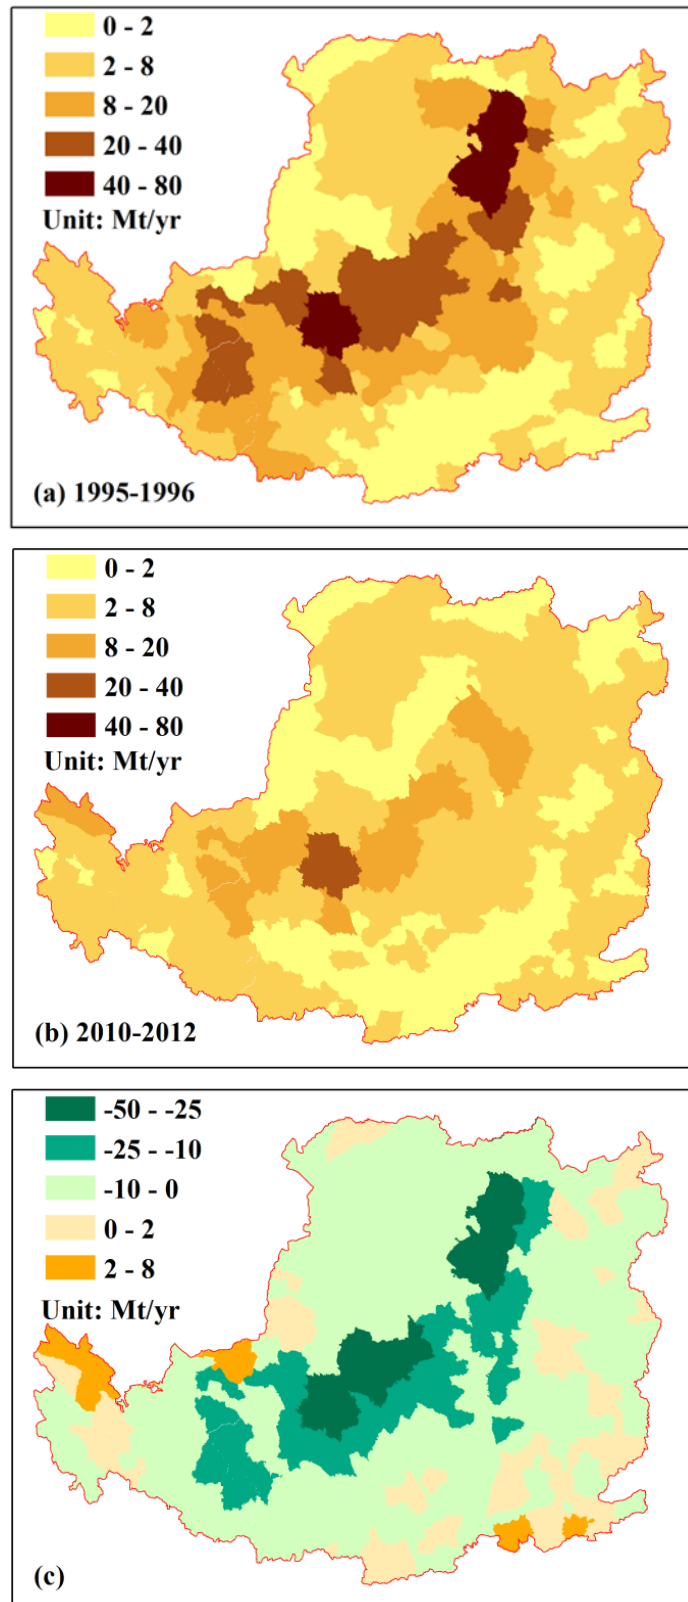 0 - 2
2 - 8
8 - 20
20 - 40
40 - 80
Unit: Mt/yr
(a) 1995-1996
0 - 2
2 - 8
8 - 20
20 - 40
40 - 80
Unit: Mt/yr
(b) 2010-2012
-50 - -25
-25 - -10
-10 - 0
0 - 2
2 - 8
Unit: Mt/yr
(c)